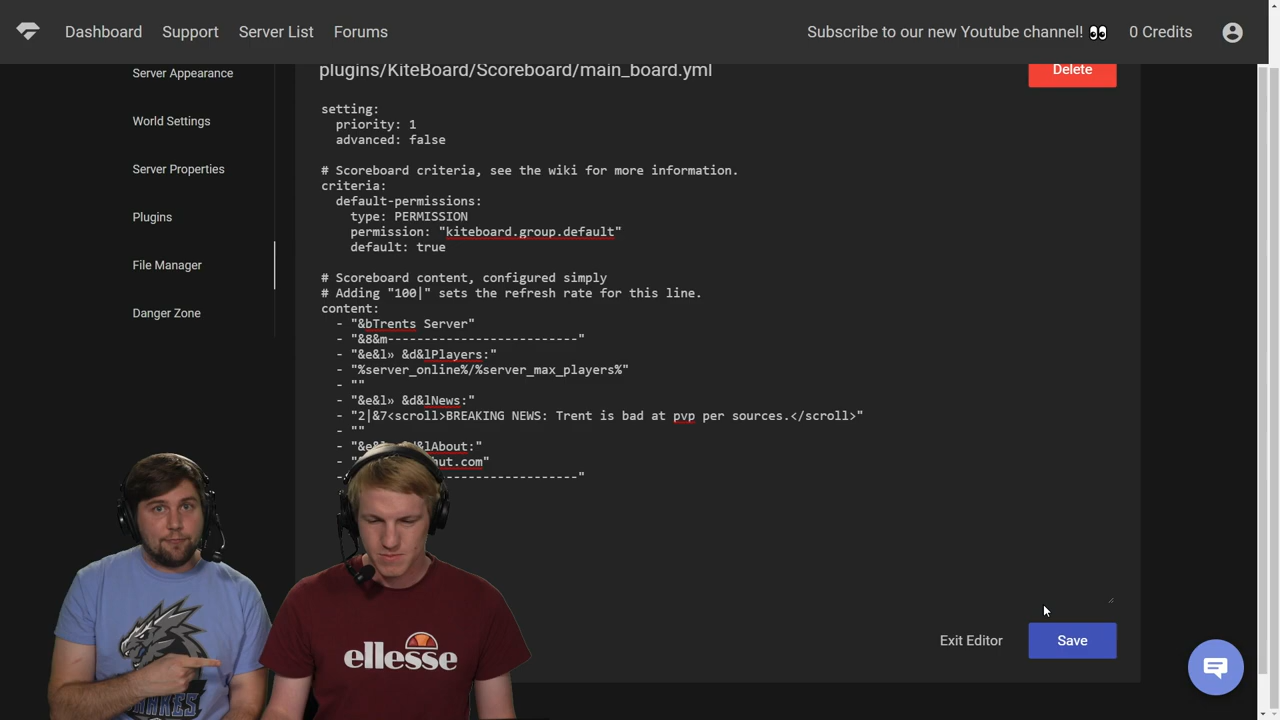 Dashboard Support Server List Forums Subscribe to our new Youtube channel! 👀 0 Credits
Server Appearance
World Settings
Server Properties
Plugins
File Manager
Danger Zone
plugins/KiteBoard/Scoreboard/main_board.yml
Delete
setting:
priority: 1
advanced: false
# Scoreboard criteria, see the wiki for more information.
criteria:
default-permissions:
type: PERMISSION
permission: "kiteboard.group.default"
default: true
# Scoreboard content, configured simply
# Adding "100|" sets the refresh rate for this line.
content:
- "&bTrents Server"
- "&8&m--------------------------"
- "&e&l» &d&lPlayers:"
- "%server_online%/%server_max_players%"
- ""
- "&e&l» &d&lNews:"
- "2|&7<scroll>BREAKING NEWS: Trent is bad at pvp per sources.</scroll>"
- ""
- "&e&l &d&lAbout:"
- " hut.com"
- ------------------"
Exit Editor
Save
ellesse